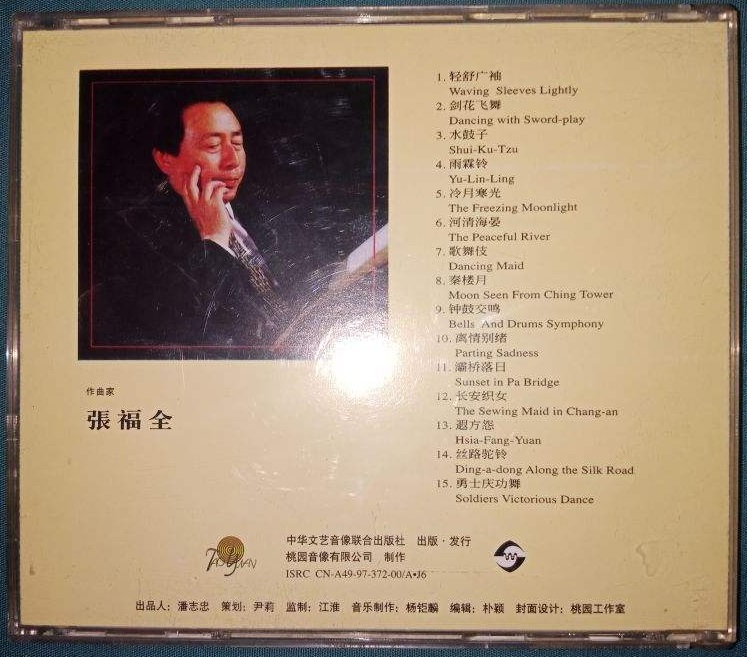 1. 轻舒广袖
Waving Sleeves Lightly
2. 剑花飞舞
Dancing with Sword-play
3. 水鼓子
Shui-Ku-Tzu
4. 雨霖铃
Yu-Lin-Ling
5. 冷月寒光
The Freezing Moonlight
6. 河清海晏
The Peaceful River
7. 歌舞伎
Dancing Maid
8. 秦楼月
Moon Seen From Ching Tower
9. 钟鼓交鸣
Bells And Drums Symphony
10. 离情别绪
Parting Sadness
11. 灞桥落日
Sunset in Pa Bridge
12. 长安织女
The Sewing Maid in Chang-an
13. 遐方怨
Hsia-Fang-Yuan
14. 丝路驼铃
Ding-a-dong Along the Silk Road
15. 勇士庆功舞
Soldiers Victorious Dance
作曲家
張福全
TAO YUAN
中华文艺音像联合出版社 出版·发行
桃园音像有限公司 制作
ISRC CN-A49-97-372-00/A•J6
出品人：潘志忠 策划：尹莉 监制：江淮 音乐制作：杨钜麟 编辑：朴颖 封面设计：桃园工作室